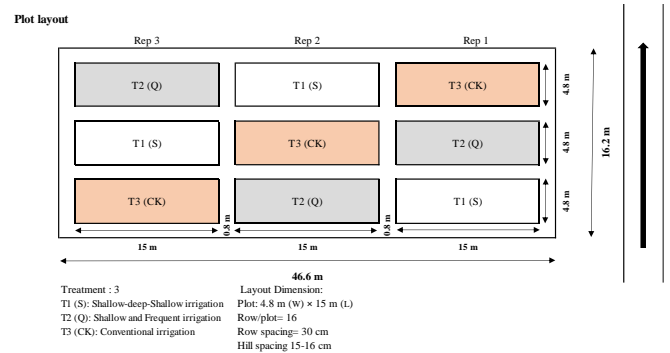 Plot layout
Rep 3 Rep 2 Rep 1
T2 (Q) T1 (S) T3 (CK) 4.8 m
T1 (S) T3 (CK) T2 (Q) 4.8 m 16.2 m
T3 (CK) T2 (Q) T1 (S) 4.8 m
0.8 m 0.8 m
15 m 15 m 15 m
46.6 m
Treatment : 3
T1 (S): Shallow-deep-Shallow irrigation
T2 (Q): Shallow and Frequent irrigation
T3 (CK): Conventional irrigation
Layout Dimension:
Plot: 4.8 m (W) × 15 m (L)
Row/plot= 16
Row spacing= 30 cm
Hill spacing 15-16 cm